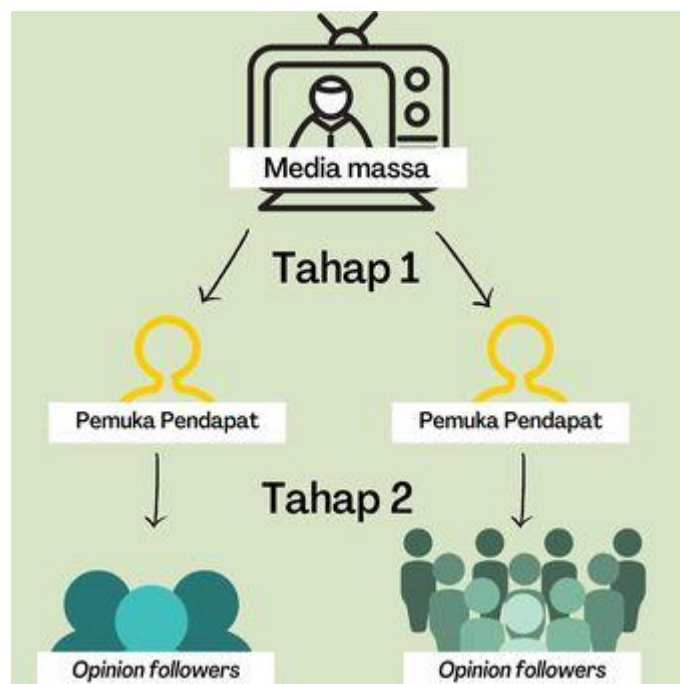 Media massa
Tahap 1
Pemuka Pendapat
Pemuka Pendapat
Tahap 2
Opinion followers
Opinion followers